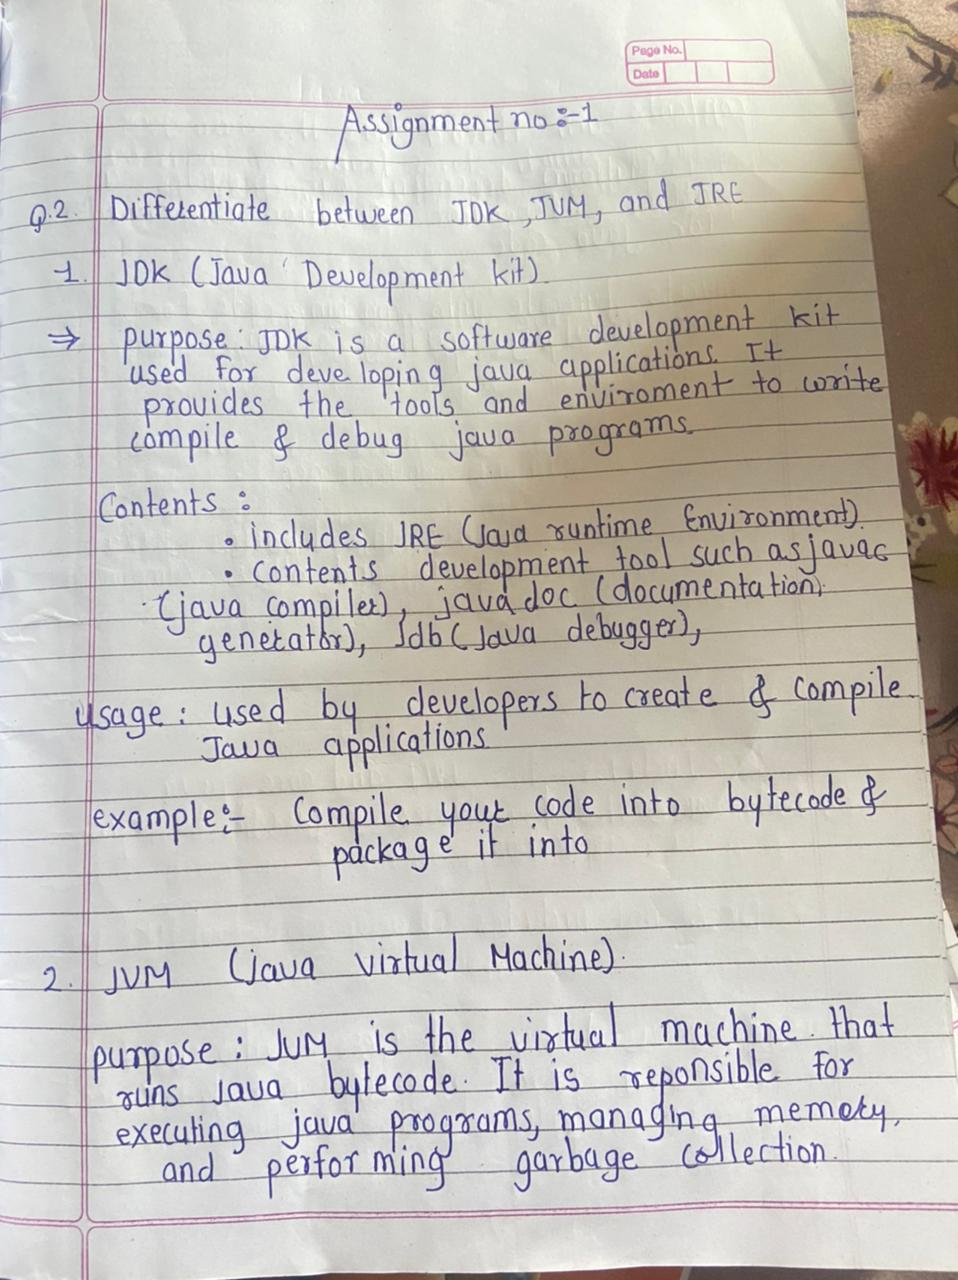 Page No.
Date
Assignment no :- 1
Q.2. Differentiate between JDK, JVM, and JRE
1. JDK (Java Development kit).
⇒ purpose: JDK is a software development kit
used for developing java applications. It
provides the tools and enviroment to write
compile & debug java programs.
Contents :
• includes JRE (Java runtime Environment).
• contents development tool such as javac
(java compiler), javadoc (documentation,
generator), Jdb (Java debugger),
usage : used by developers to create & compile
Java applications
example:- Compile your code into bytecode &
package it into
2. JVM (java virtual Machine).
purpose : JVM is the virtual machine that
runs Java bytecode. It is reponsible for
executing java programs, managing memory,
and performing garbage collection.